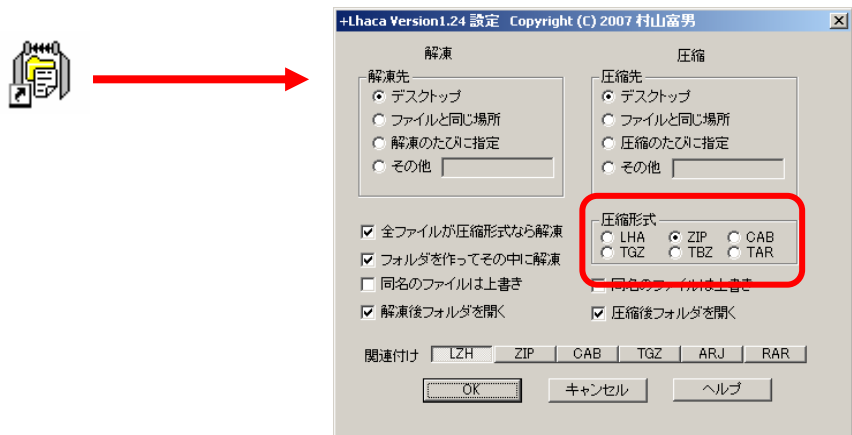 +Lhaca Version1.24 設定 Copyright (C) 2007 村山富男
解凍
解凍先
デスクトップ
ファイルと同じ場所
解凍のたびに指定
その他
全ファイルが圧縮形式なら解凍
フォルダを作ってその中に解凍
同名のファイルは上書き
解凍後フォルダを開く
圧縮
圧縮先
デスクトップ
ファイルと同じ場所
圧縮のたびに指定
その他
圧縮形式
LHA ZIP CAB
TGZ TBZ TAR
同名のファイルは上書き
圧縮後フォルダを開く
関連付け LZH ZIP CAB TGZ ARJ RAR
OK キャンセル ヘルプ